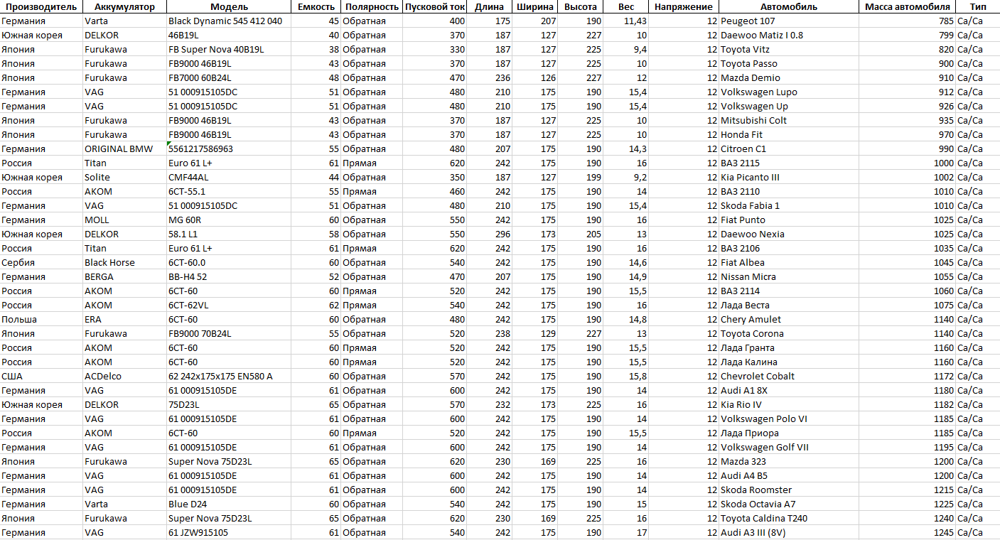 Производитель Аккумулятор Модель Емкость Полярность Пусковой ток Длина Ширина Высота Вес Напряжение Автомобиль Масса автомобиля Тип
Германия Varta Black Dynamic 545 412 040 45 Обратная 400 175 207 190 11,43 12 Peugeot 107 785 Ca/Ca
Южная корея DELKOR 46B19L 40 Обратная 370 187 127 227 10 12 Daewoo Matiz I 0.8 799 Ca/Ca
Япония Furukawa FB Super Nova 40B19L 38 Обратная 330 187 127 225 9,4 12 Toyota Vitz 820 Ca/Ca
Япония Furukawa FB9000 46B19L 43 Обратная 370 187 127 225 10 12 Toyota Passo 900 Ca/Ca
Япония Furukawa FB7000 60B24L 48 Обратная 470 236 126 227 12 12 Mazda Demio 910 Ca/Ca
Германия VAG 51 000915105DC 51 Обратная 480 210 175 190 15,4 12 Volkswagen Lupo 912 Ca/Ca
Германия VAG 51 000915105DC 51 Обратная 480 210 175 190 15,4 12 Volkswagen Up 926 Ca/Ca
Япония Furukawa FB9000 46B19L 43 Обратная 370 187 127 225 10 12 Mitsubishi Colt 935 Ca/Ca
Япония Furukawa FB9000 46B19L 43 Обратная 370 187 127 225 10 12 Honda Fit 970 Ca/Ca
Германия ORIGINAL BMW 5561217586963 55 Обратная 480 207 175 190 14,3 12 Citroen C1 990 Ca/Ca
Россия Titan Euro 61 L+ 61 Прямая 620 242 175 190 16 12 ВАЗ 2115 1000 Ca/Ca
Южная корея Solite CMF44AL 44 Обратная 350 187 127 199 9,2 12 Kia Picanto III 1002 Ca/Ca
Россия АКОМ 6СТ-55.1 55 Прямая 460 242 175 190 14 12 ВАЗ 2110 1010 Ca/Ca
Германия VAG 51 000915105DC 51 Обратная 480 210 175 190 15,4 12 Skoda Fabia 1 1010 Ca/Ca
Германия MOLL MG 60R 60 Обратная 550 242 175 190 16 12 Fiat Punto 1025 Ca/Ca
Южная корея DELKOR 58.1 L1 58 Обратная 550 296 173 205 13 12 Daewoo Nexia 1025 Ca/Ca
Россия Titan Euro 61 L+ 61 Прямая 620 242 175 190 16 12 ВАЗ 2106 1035 Ca/Ca
Сербия Black Horse 6СТ-60.0 60 Обратная 540 242 175 190 14,6 12 Fiat Albea 1045 Ca/Ca
Германия BERGA BB-H4 52 52 Обратная 470 207 175 190 14,9 12 Nissan Micra 1055 Ca/Ca
Россия АКОМ 6СТ-60 60 Прямая 520 242 175 190 15,5 12 ВАЗ 2114 1060 Ca/Ca
Россия АКОМ 6СТ-62VL 62 Прямая 540 242 175 190 16 12 Лада Веста 1075 Ca/Ca
Польша ERA 6СТ-60 60 Обратная 480 242 175 190 14,8 12 Chery Amulet 1140 Ca/Ca
Япония Furukawa FB9000 70B24L 55 Обратная 520 238 129 227 13 12 Toyota Corona 1140 Ca/Ca
Россия АКОМ 6СТ-60 60 Прямая 520 242 175 190 15,5 12 Лада Гранта 1160 Ca/Ca
Россия АКОМ 6СТ-60 60 Прямая 520 242 175 190 15,5 12 Лада Калина 1160 Ca/Ca
США ACDelco 62 242x175x175 EN580 A 60 Обратная 570 242 175 190 15,8 12 Chevrolet Cobalt 1172 Ca/Ca
Германия VAG 61 000915105DE 61 Обратная 600 242 175 190 14 12 Audi A1 8X 1180 Ca/Ca
Южная корея DELKOR 75D23L 65 Обратная 570 232 173 225 16 12 Kia Rio IV 1182 Ca/Ca
Германия VAG 61 000915105DE 61 Обратная 600 242 175 190 14 12 Volkswagen Polo VI 1185 Ca/Ca
Россия АКОМ 6СТ-60 60 Прямая 520 242 175 190 15,5 12 Лада Приора 1185 Ca/Ca
Германия VAG 61 000915105DE 61 Обратная 600 242 175 190 14 12 Volkswagen Golf VII 1195 Ca/Ca
Япония Furukawa Super Nova 75D23L 65 Обратная 620 230 169 225 16 12 Mazda 323 1200 Ca/Ca
Германия VAG 61 000915105DE 61 Обратная 600 242 175 190 14 12 Audi A4 B5 1200 Ca/Ca
Германия VAG 61 000915105DE 61 Обратная 600 242 175 190 14 12 Skoda Roomster 1215 Ca/Ca
Германия Varta Blue D24 60 Обратная 540 242 175 190 15 12 Skoda Octavia A7 1225 Ca/Ca
Япония Furukawa Super Nova 75D23L 65 Обратная 620 230 169 225 16 12 Toyota Caldina T240 1240 Ca/Ca
Германия VAG 61 JZW915105 61 Обратная 540 242 175 190 17 12 Audi A3 III (8V) 1245 Ca/Ca